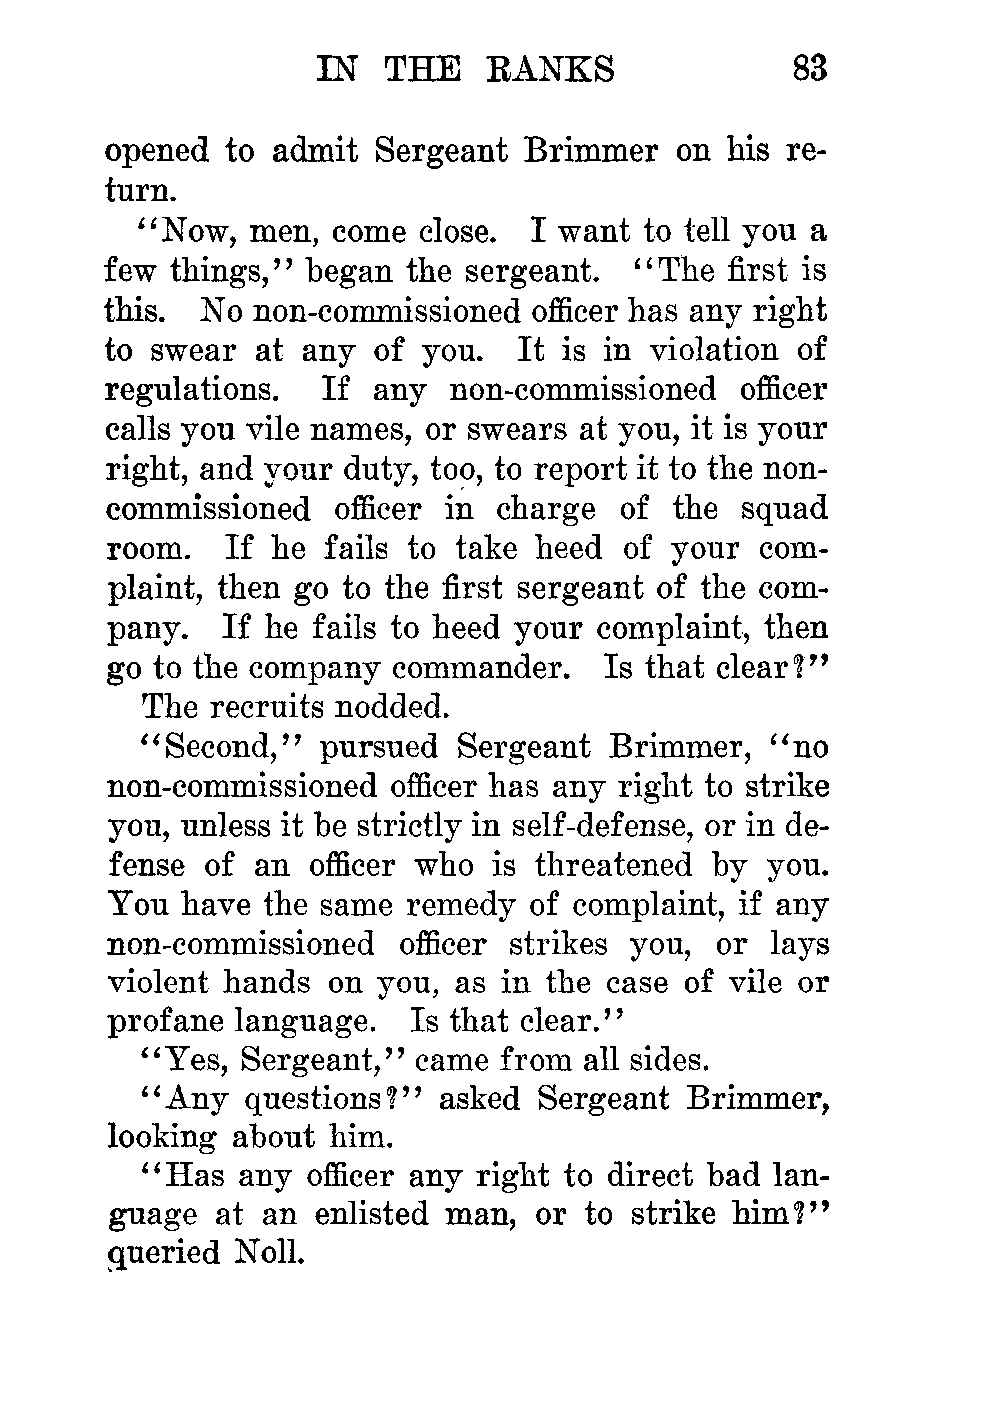 IN THE RANKS 83
opened to admit Sergeant Brimmer on his re-
turn.
"Now, men, come close. I want to tell you a
few things," began the sergeant. "The first is
this. No non-commissioned officer has any right
to swear at any of you. It is in violation of
regulations. If any non-commissioned officer
calls you vile names, or swears at you, it is your
right, and your duty, too, to report it to the non-
commissioned officer in charge of the squad
room. If he fails to take heed of your com-
plaint, then go to the first sergeant of the com-
pany. If he fails to heed your complaint, then
go to the company commander. Is that clear?"
The recruits nodded.
"Second," pursued Sergeant Brimmer, "no
non-commissioned officer has any right to strike
you, unless it be strictly in self-defense, or in de-
fense of an officer who is threatened by you.
You have the same remedy of complaint, if any
non-commissioned officer strikes you, or lays
violent hands on you, as in the case of vile or
profane language. Is that clear."
"Yes, Sergeant," came from all sides.
"Any questions?" asked Sergeant Brimmer,
looking about him.
"Has any officer any right to direct bad lan-
guage at an enlisted man, or to strike him?"
queried Noll.